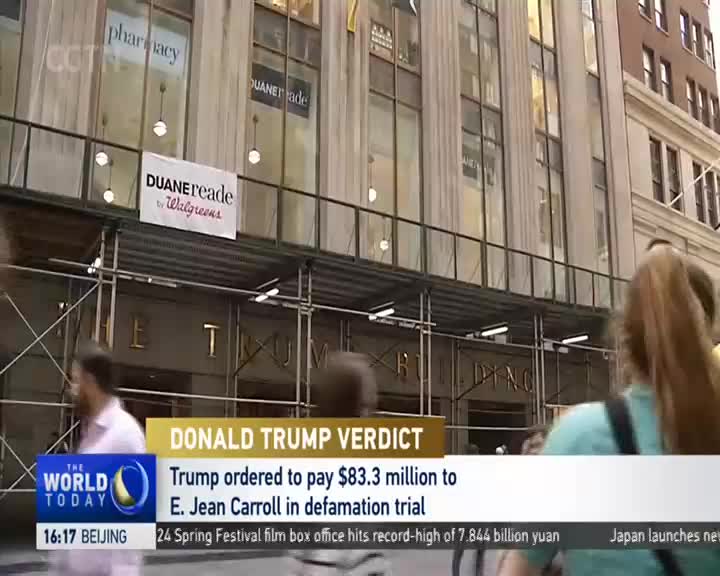 pharmacy
CCTN
DUANE reade
DUANE reade
by Walgreens
THE TRUMP BUILDING
DONALD TRUMP VERDICT
Trump ordered to pay $83.3 million to
E. Jean Carroll in defamation trial
THE
WORLD
TODAY
16:17 BEIJING
24 Spring Festival film box office hits record-high of 7.844 billion yuan
Japan launches